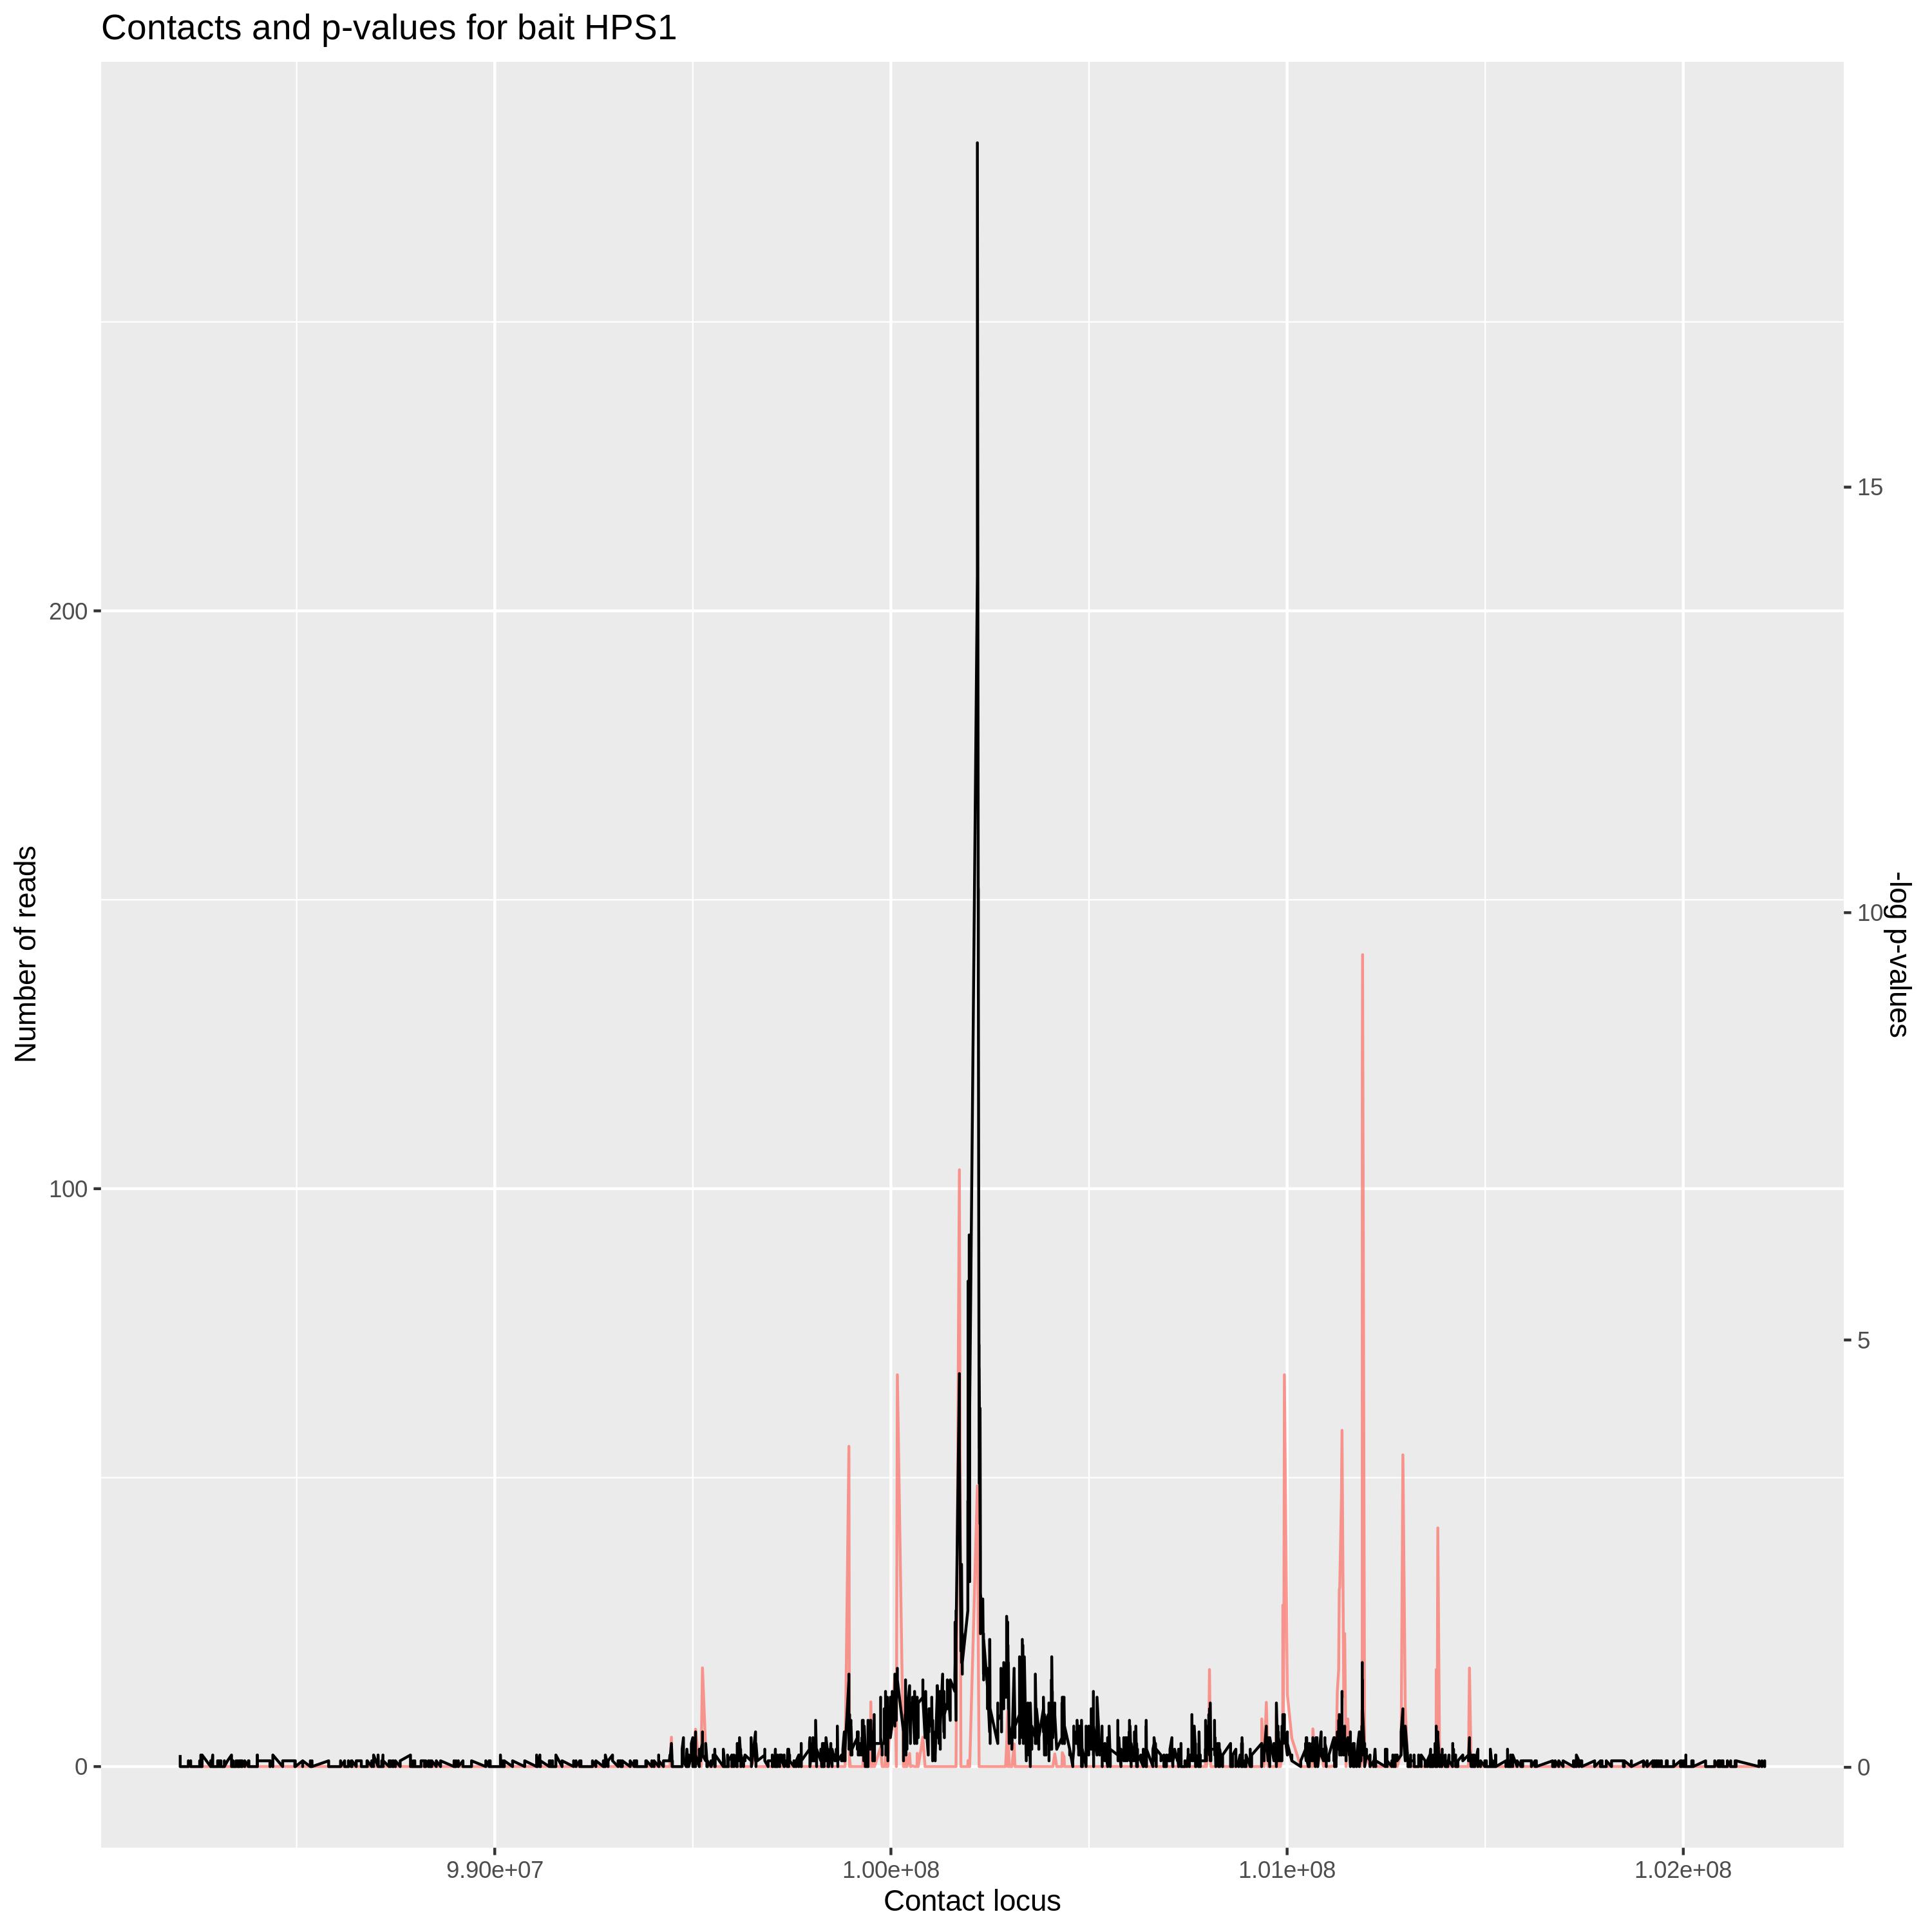 Contacts and p-values for bait HPS1
Number of reads
200
100
0
15
10
5
0
-log p-values
9.90e+07
1.00e+08
1.01e+08
1.02e+08
Contact locus